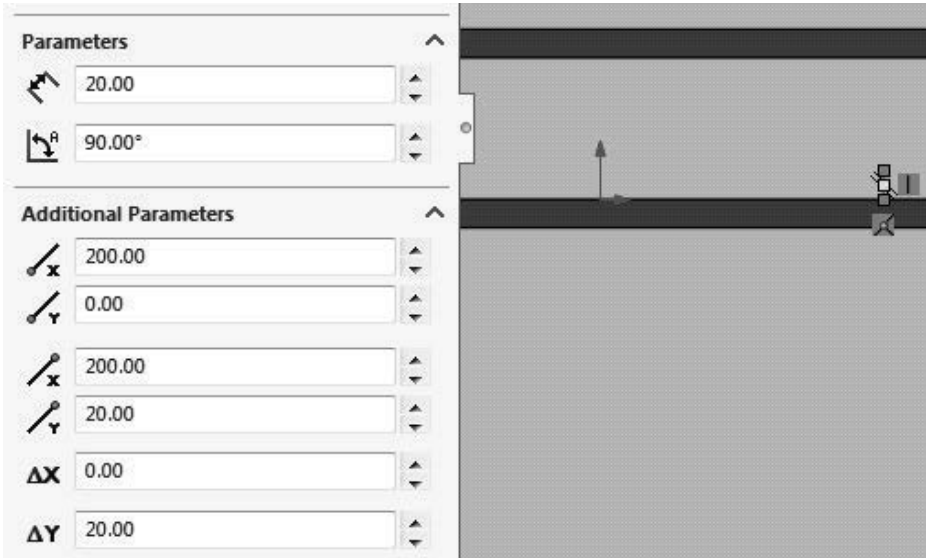 Parameters
20.00
A
90.00°
Additional Parameters
X 200.00
Y 0.00
X 200.00
Y 20.00
ΔX 0.00
ΔY 20.00